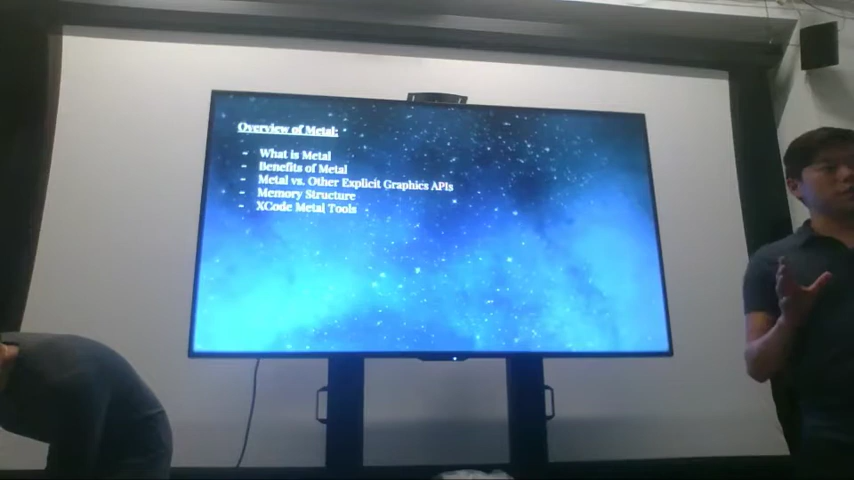 Overview of Metal:
- What is Metal
- Benefits of Metal
- Metal vs. Other Explicit Graphics APIs
- Memory Structure
- XCode Metal Tools